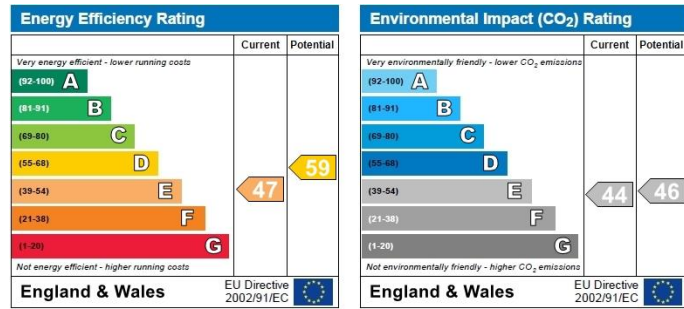 Energy Efficiency Rating
Current Potential
Very energy efficient - lower running costs
(92-100) A
(81-91) B
(69-80) C
(55-68) D
59
(39-54) E
47
(21-38) F
(1-20) G
Not energy efficient - higher running costs
England & Wales
EU Directive
2002/91/EC
Environmental Impact (CO₂) Rating
Current Potential
Very environmentally friendly - lower CO₂ emissions
(92-100) A
(81-91) B
(69-80) C
(55-68) D
(39-54) E
44 46
(21-38) F
(1-20) G
Not environmentally friendly - higher CO₂ emissions
England & Wales
EU Directive
2002/91/EC